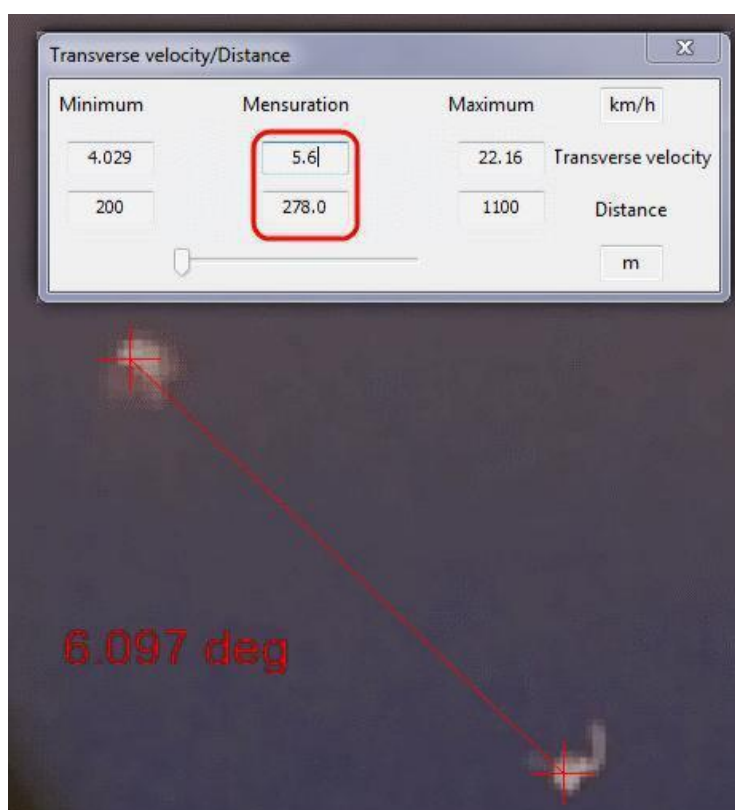 Transverse velocity/Distance
Minimum Mensuration Maximum km/h
4.029 5.6 22.16 Transverse velocity
200 278.0 1100 Distance
m
6.097 deg